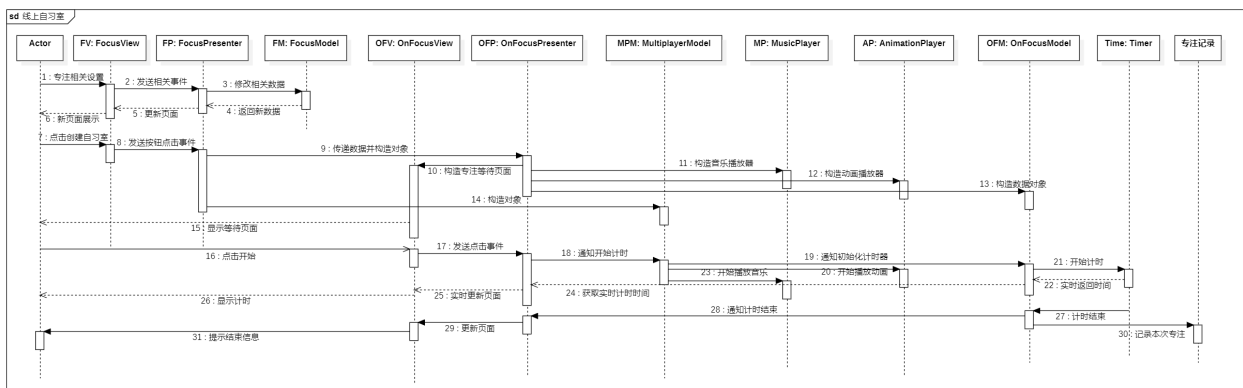 sd 线上自习室
Actor
FV: FocusView
FP: FocusPresenter
FM: FocusModel
OFV: OnFocusView
OFP: OnFocusPresenter
MPM: MultiplayerModel
MP: MusicPlayer
AP: AnimationPlayer
OFM: OnFocusModel
Time: Timer
专注记录
1 : 专注相关设置
2 : 发送相关事件
3 : 修改相关数据
4 : 返回新数据
5 : 更新页面
6 : 新页面展示
7 : 点击创建自习室
8 : 发送按钮点击事件
9 : 传递数据并构造对象
10 : 构造专注等待页面
11 : 构造音乐播放器
12 : 构造动画播放器
13 : 构造数据对象
14 : 构造对象
15 : 显示等待页面
16 : 点击开始
17 : 发送点击事件
18 : 通知开始计时
19 : 通知初始化计时器
20 : 开始播放动画
21 : 开始计时
22 : 实时返回时间
23 : 开始播放音乐
24 : 获取实时计时时间
25 : 实时更新页面
26 : 显示计时
27 : 计时结束
28 : 通知计时结束
29 : 更新页面
30 : 记录本次专注
31 : 提示结束信息